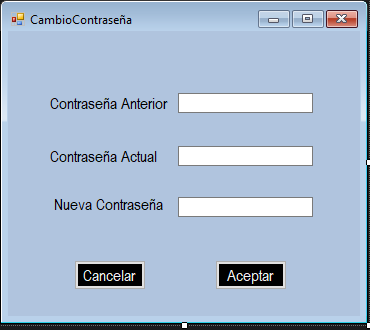 CambioContraseña
Contraseña Anterior
Contraseña Actual
Nueva Contraseña
Cancelar Aceptar